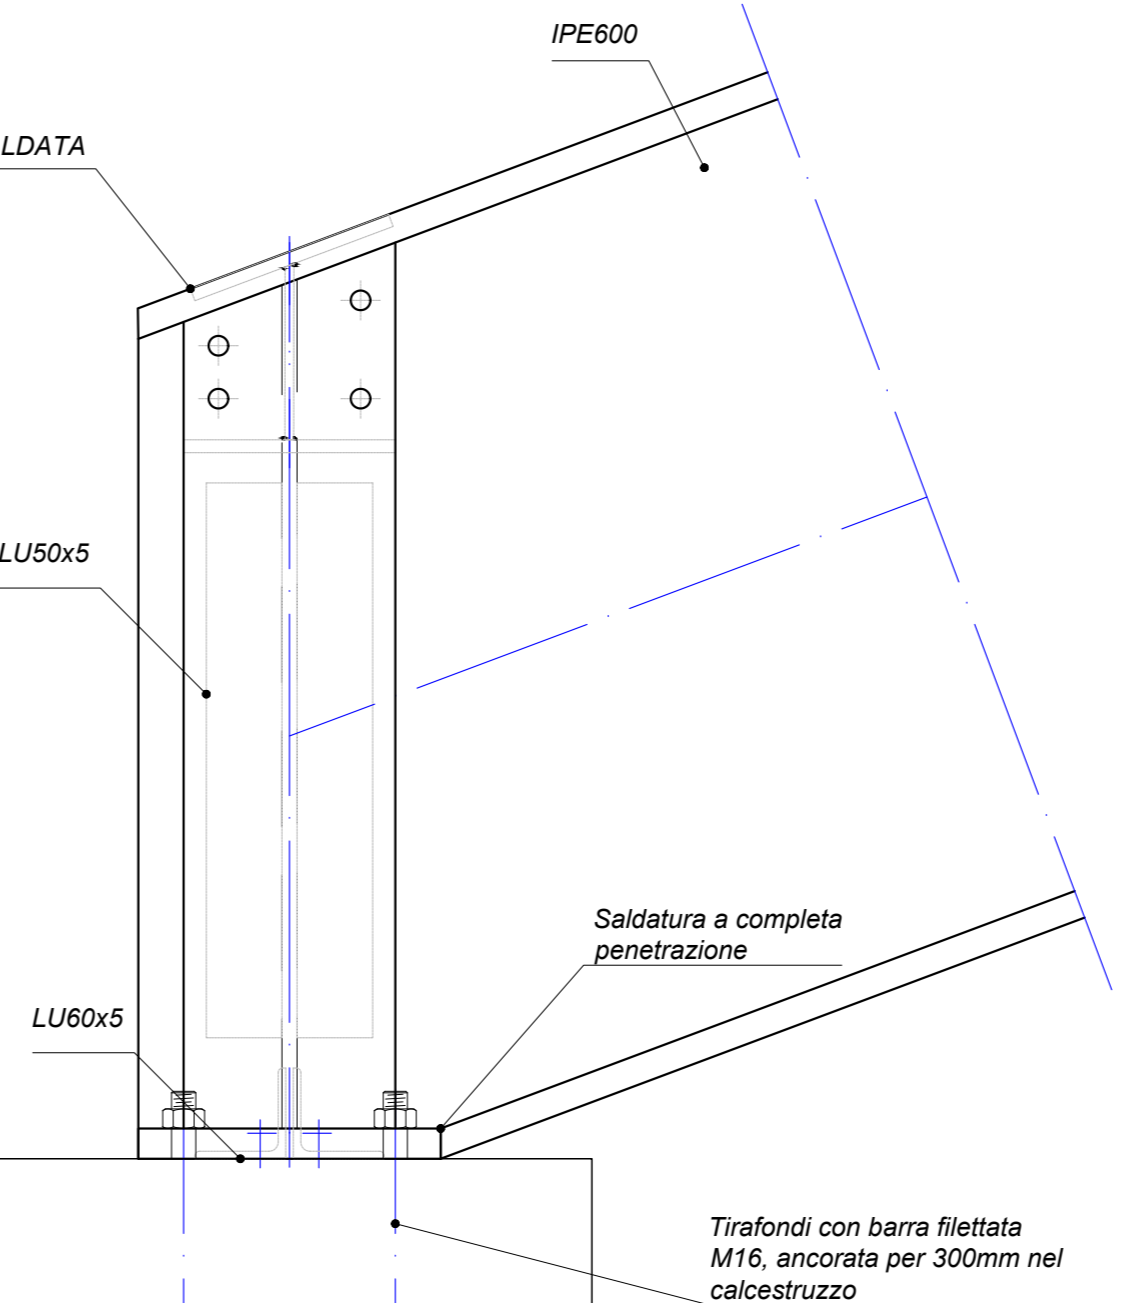 IPE600
LDATA
LU50x5
Saldatura a completa
penetrazione
LU60x5
Tirafondi con barra filettata
M16, ancorata per 300mm nel
calcestruzzo